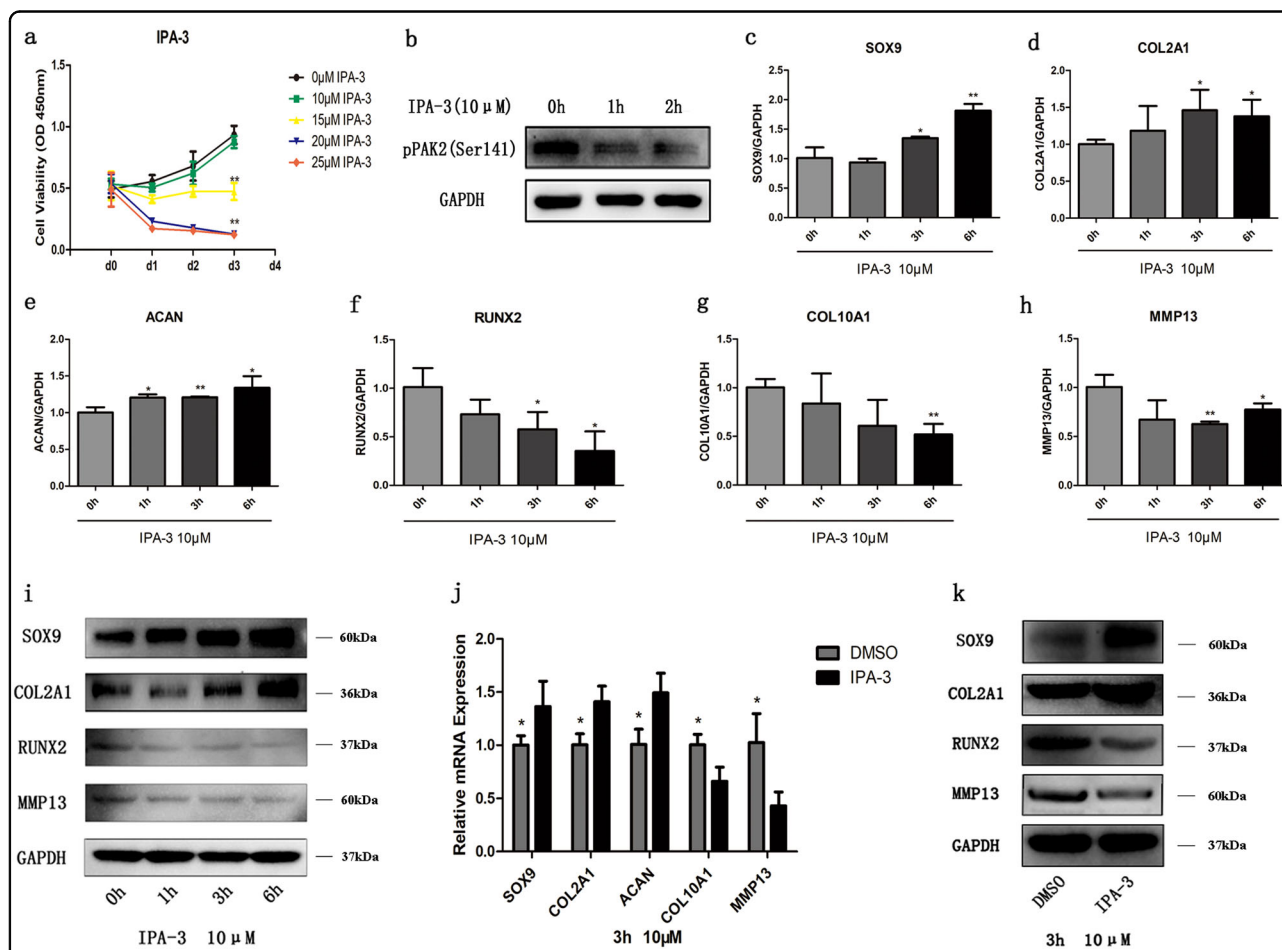 a
IPA-3
Cell Viability (OD 450nm)
1.5
1.0
0.5
0.0
d0 d1 d2 d3 d4
0μM IPA-3
10μM IPA-3
15μM IPA-3
20μM IPA-3
25μM IPA-3
**
**
b
IPA-3(10 μM) 0h 1h 2h
pPAK2(Ser141)
GAPDH
c
SOX9
SOX9/GAPDH
2.5
2.0
1.5
1.0
0.5
0.0
* **
0h 1h 3h 6h
IPA-3 10μM
d
COL2A1
COL2A1/GAPDH
2.0
1.5
1.0
0.5
0.0
* *
0h 1h 3h 6h
IPA-3 10μM
e
ACAN
ACAN/GAPDH
2.0
1.5
1.0
0.5
0.0
* ** *
0h 1h 3h 6h
IPA-3 10μM
f
RUNX2
RUNX2/GAPDH
1.5
1.0
0.5
0.0
* *
0h 1h 3h 6h
IPA-3 10μM
g
COL10A1
COL10A1/GAPDH
1.5
1.0
0.5
0.0
**
0h 1h 3h 6h
IPA-3 10μM
h
MMP13
MMP13/GAPDH
1.5
1.0
0.5
0.0
** *
0h 1h 3h 6h
IPA-3 10μM
i
SOX9 60kDa
COL2A1 36kDa
RUNX2 37kDa
MMP13 60kDa
GAPDH 37kDa
0h 1h 3h 6h
IPA-3 10 μM
j
Relative mRNA Expression
2.0
1.5
1.0
0.5
0.0
DMSO
IPA-3
* * * * *
SOX9 COL2A1 ACAN COL10A1 MMP13
3h 10μM
k
SOX9 60kDa
COL2A1 36kDa
RUNX2 37kDa
MMP13 60kDa
GAPDH 37kDa
DMSO IPA-3
3h 10 μM